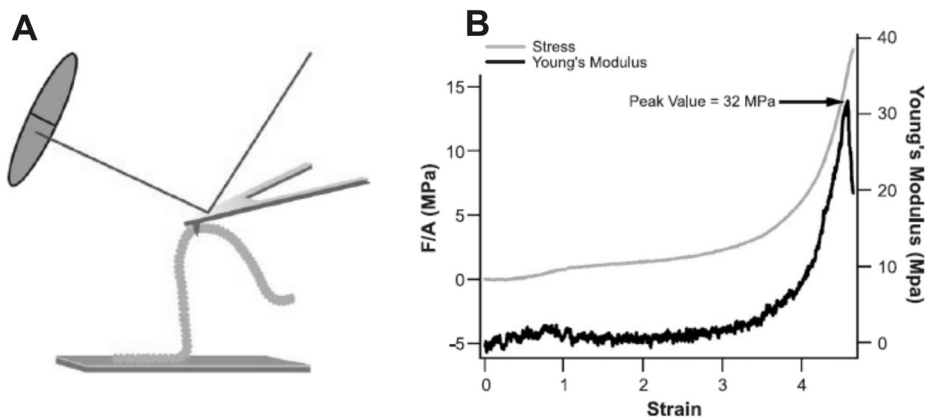 A
B
Stress
Young's Modulus
Peak Value = 32 MPa
F/A (MPa)
15
10
5
0
-5
40
30
20
10
0
Young's Modulus (Mpa)
0
1
2
3
4
Strain